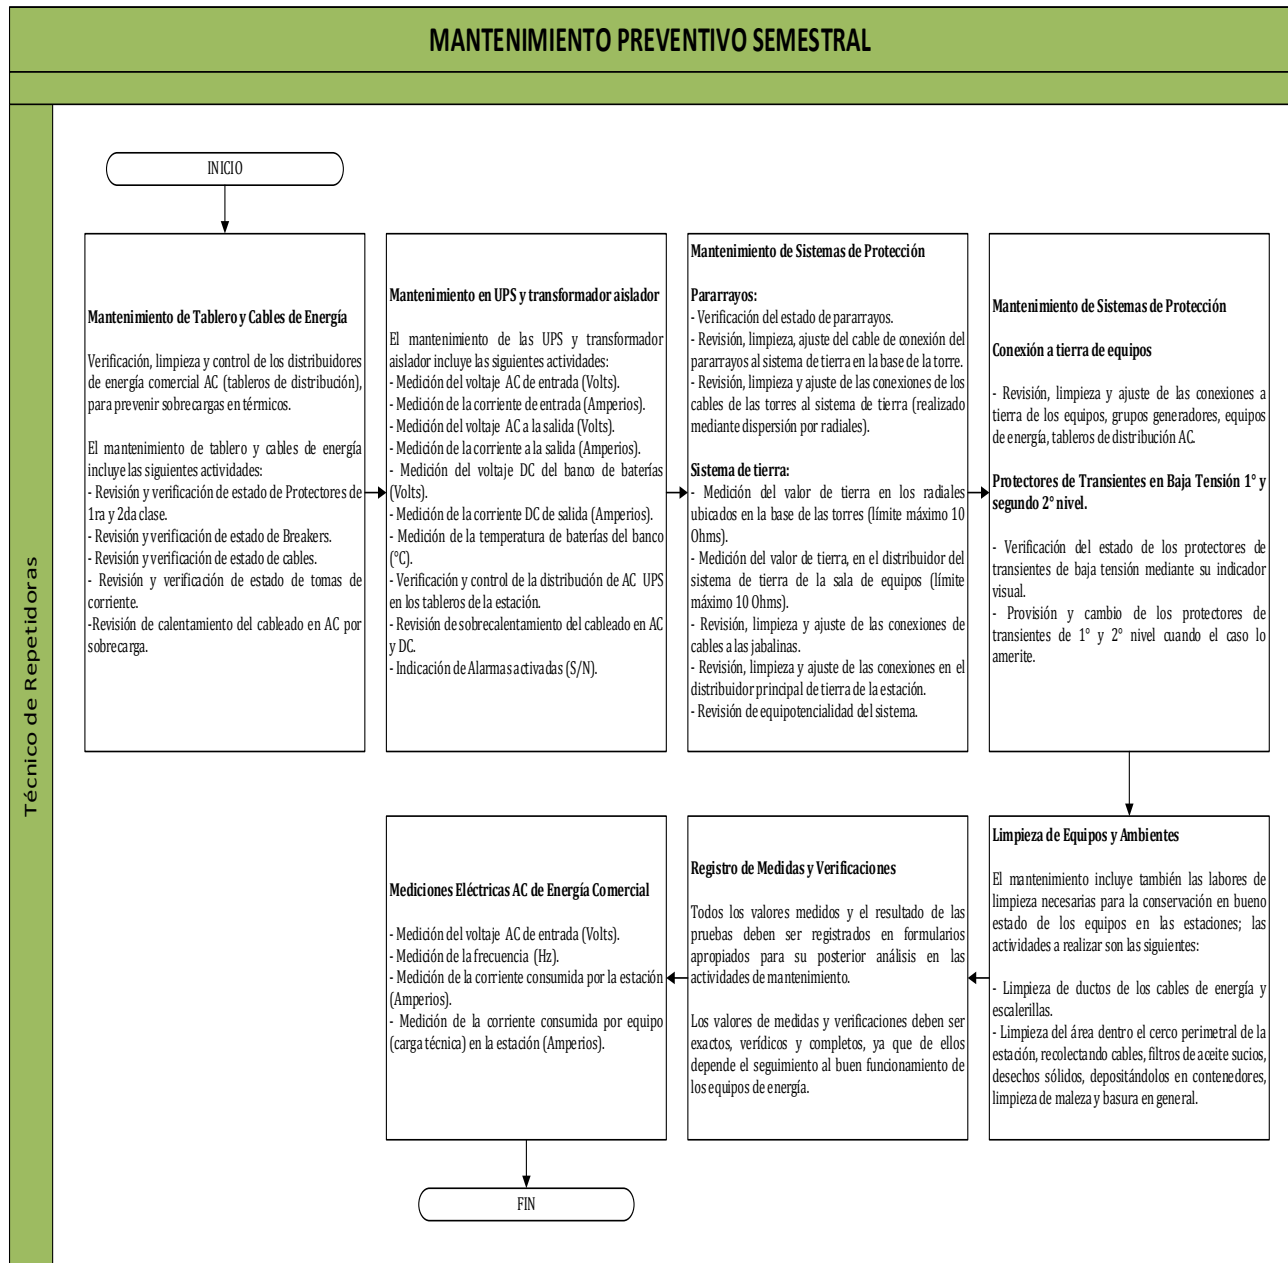 MANTENIMIENTO PREVENTIVO SEMESTRAL
Técnico de Repetidoras
INICIO
Mantenimiento de Tablero y Cables de Energía
Verificación, limpieza y control de los distribuidores
de energía comercial AC (tableros de distribución),
para prevenir sobrecargas en térmicos.
El mantenimiento de tablero y cables de energía
incluye las siguientes actividades:
- Revisión y verificación de estado de Protectores de
1ra y 2da clase.
- Revisión y verificación de estado de Breakers.
- Revisión y verificación de estado de cables.
- Revisión y verificación de estado de tomas de
corriente.
-Revisión de calentamiento del cableado en AC por
sobrecarga.
Mantenimiento en UPS y transformador aislador
El mantenimiento de las UPS y transformador
aislador incluye las siguientes actividades:
- Medición del voltaje AC de entrada (Volts).
- Medición de la corriente de entrada (Amperios).
- Medición del voltaje AC a la salida (Volts).
- Medición de la corriente a la salida (Amperios).
- Medición del voltaje DC del banco de baterías
(Volts).
- Medición de la corriente DC de salida (Amperios).
- Medición de la temperatura de baterías del banco
(°C).
- Verificación y control de la distribución de AC UPS
en los tableros de la estación.
- Revisión de sobrecalentamiento del cableado en AC
y DC.
- Indicación de Alarmas activadas (S/N).
Mantenimiento de Sistemas de Protección
Pararrayos:
- Verificación del estado de pararrayos.
- Revisión, limpieza, ajuste del cable de conexión del
pararrayos al sistema de tierra en la base de la torre.
- Revisión, limpieza y ajuste de las conexiones de los
cables de las torres al sistema de tierra (realizado
mediante dispersión por radiales).
Sistema de tierra:
- Medición del valor de tierra en los radiales
ubicados en la base de las torres (límite máximo 10
Ohms).
- Medición del valor de tierra, en el distribuidor del
sistema de tierra de la sala de equipos (límite
máximo 10 Ohms).
- Revisión, limpieza y ajuste de las conexiones de
cables a las jabalinas.
- Revisión, limpieza y ajuste de las conexiones en el
distribuidor principal de tierra de la estación.
- Revisión de equipotencialidad del sistema.
Mantenimiento de Sistemas de Protección
Conexión a tierra de equipos
- Revisión, limpieza y ajuste de las conexiones a
tierra de los equipos, grupos generadores, equipos
de energía, tableros de distribución AC.
Protectores de Transientes en Baja Tensión 1° y
segundo 2° nivel.
- Verificación del estado de los protectores de
transientes de baja tensión mediante su indicador
visual.
- Provisión y cambio de los protectores de
transientes de 1° y 2° nivel cuando el caso lo
amerite.
Limpieza de Equipos y Ambientes
El mantenimiento incluye también las labores de
limpieza necesarias para la conservación en bueno
estado de los equipos en las estaciones; las
actividades a realizar son las siguientes:
- Limpieza de ductos de los cables de energía y
escalerillas.
- Limpieza del área dentro el cerco perimetral de la
estación, recolectando cables, filtros de aceite sucios,
desechos sólidos, depositándolos en contenedores,
limpieza de maleza y basura en general.
Registro de Medidas y Verificaciones
Todos los valores medidos y el resultado de las
pruebas deben ser registrados en formularios
apropiados para su posterior análisis en las
actividades de mantenimiento.
Los valores de medidas y verificaciones deben ser
exactos, verídicos y completos, ya que de ellos
depende el seguimiento al buen funcionamiento de
los equipos de energía.
Mediciones Eléctricas AC de Energía Comercial
- Medición del voltaje AC de entrada (Volts).
- Medición de la frecuencia (Hz).
- Medición de la corriente consumida por la estación
(Amperios).
- Medición de la corriente consumida por equipo
(carga técnica) en la estación (Amperios).
FIN